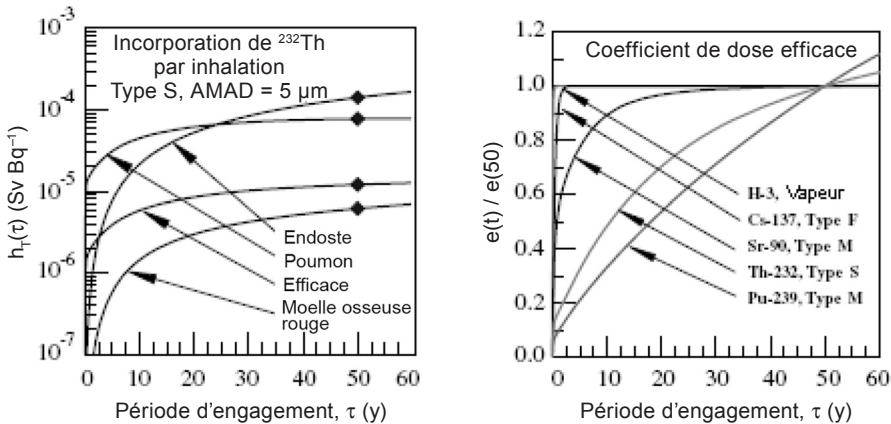 10⁻³
10⁻⁴
10⁻⁵
10⁻⁶
10⁻⁷
hT(τ) (Sv Bq⁻¹)
Incorporation de ²³²Th
par inhalation
Type S, AMAD = 5 µm
Endoste
Poumon
Efficace
Moelle osseuse
rouge
0 10 20 30 40 50 60
Période d'engagement, τ (y)
1.2
1.0
0.8
0.6
0.4
0.2
0.0
e(t) / e(50)
Coefficient de dose efficace
H-3, Vapeur
Cs-137, Type F
Sr-90, Type M
Th-232, Type S
Pu-239, Type M
0 10 20 30 40 50 60
Période d'engagement, τ (y)